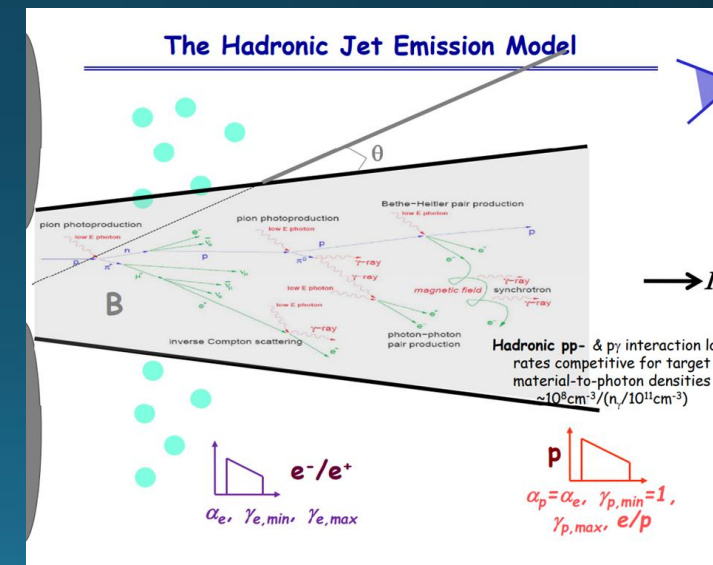 The Hadronic Jet Emission Model
θ
Bethe-Heitler pair production
low E photon
pion photoproduction
low E photon
pion photoproduction
low E photon
p
p
e⁻
n
p
π⁰
γ-ray
e⁻
γ-ray
magnetic field
synchrotron
γ-ray
e⁻
B
low E photon
low E photon
γ-ray
e⁻
inverse Compton scattering
e⁺
photon-photon
pair production
Hadronic pp- & pγ interaction lo
rates competitive for target
material-to-photon densities
~10⁸cm⁻³/(nγ/10¹¹cm⁻³)
e⁻/e⁺
αe, γe,min, γe,max
p
αp=αe, γp,min=1,
γp,max, e/p